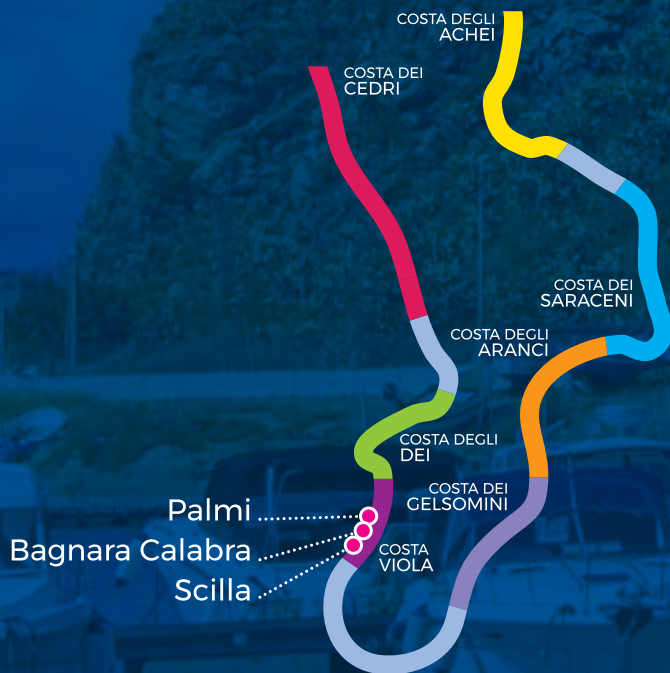 COSTA DEGLI
ACHEI
COSTA DEI
CEDRI
COSTA DEI
SARACENI
COSTA DEGLI
ARANCI
COSTA DEGLI
DEI
COSTA DEI
GELSOMINI
Palmi
Bagnara Calabra
COSTA
VIOLA
Scilla